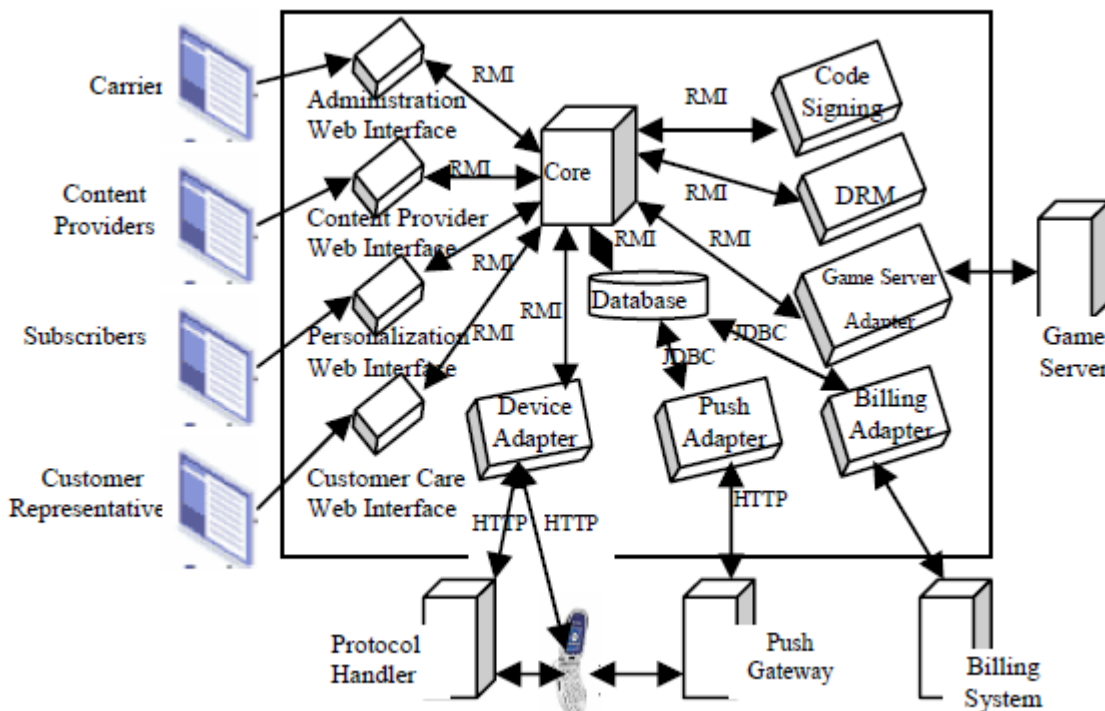 Carrier
RMI
Administration
Web Interface
Content
Providers
RMI
Content Provider
Web Interface
RMI
Subscribers
Personalization
Web Interface
RMI
Customer
Representative
Customer Care
Web Interface
Core
RMI
Database
RMI
RMI
Code
Signing
RMI
DRM
RMI
Game Server
Adapter
Game
Server
JDBC
JDBC
Device
Adapter
Push
Adapter
Billing
Adapter
HTTP
HTTP
HTTP
Protocol
Handler
Push
Gateway
Billing
System